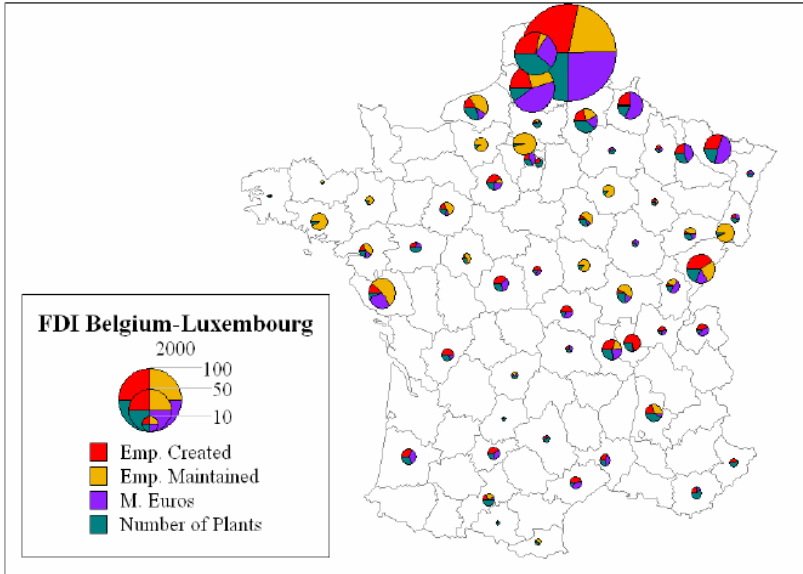 FDI Belgium-Luxembourg
2000
100
50
10
Emp. Created
Emp. Maintained
M. Euros
Number of Plants